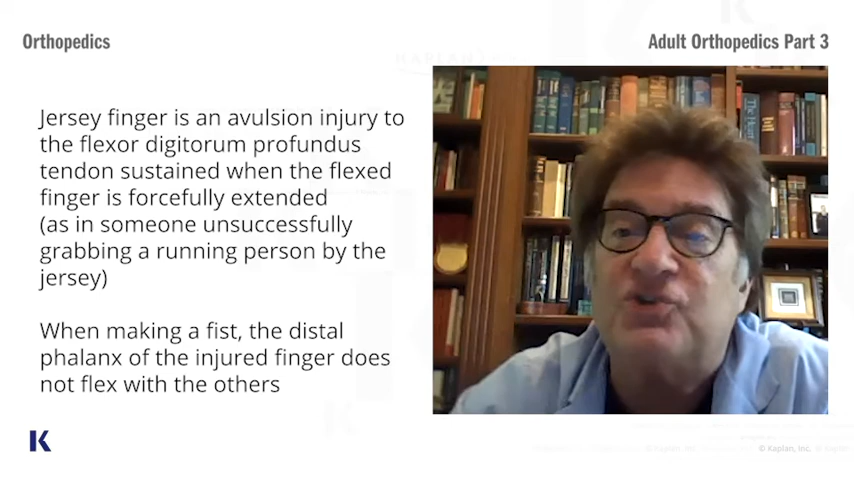 Orthopedics
Adult Orthopedics Part 3
Jersey finger is an avulsion injury to
the flexor digitorum profundus
tendon sustained when the flexed
finger is forcefully extended
(as in someone unsuccessfully
grabbing a running person by the
jersey)
When making a fist, the distal
phalanx of the injured finger does
not flex with the others
K
© Kaplan, Inc.